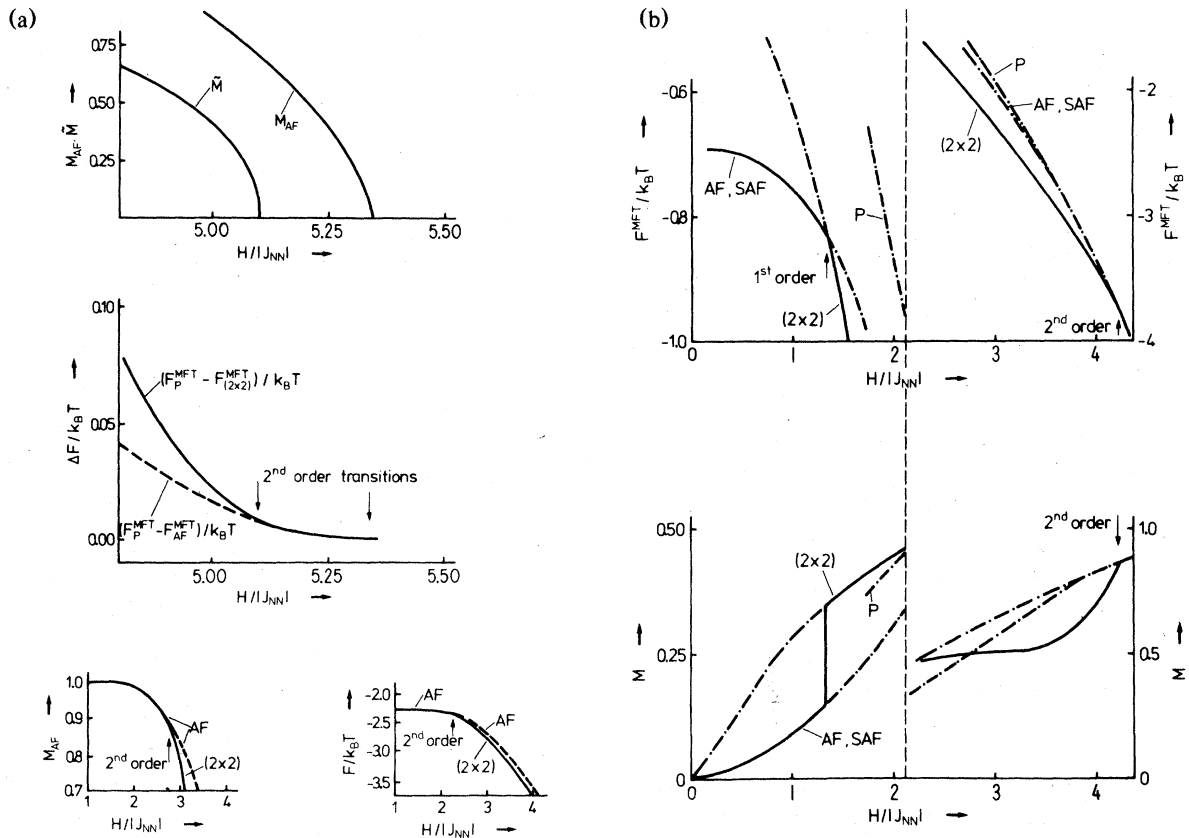 (a)
0.75
0.50
0.25
M_AF, M̃
M̃
M_AF
5.00
5.25
5.50
H/|J_NN|
0.10
0.05
0.00
ΔF/k_BT
(F_P^MFT − F_(2×2)^MFT)/k_BT
2nd order transitions
(F_P^MFT − F_AF^MFT)/k_BT
5.00
5.25
5.50
H/|J_NN|
1.0
0.9
0.8
0.7
M_AF
AF
2nd order
(2×2)
1
2
3
4
H/|J_NN|
-2.0
-2.5
-3.0
-3.5
F/k_BT
AF
AF
2nd order
(2×2)
1
2
3
4
H/|J_NN|
(b)
-0.6
-0.8
-1.0
F^MFT/k_BT
AF, SAF
P
1st order
(2×2)
P
AF, SAF
(2×2)
2nd order
-2
-3
-4
F^MFT/k_BT
0
1
2
3
4
H/|J_NN|
0.50
0.25
0
M
(2×2)
P
AF, SAF
2nd order
1.0
0.5
0
M
0
1
2
3
4
H/|J_NN|